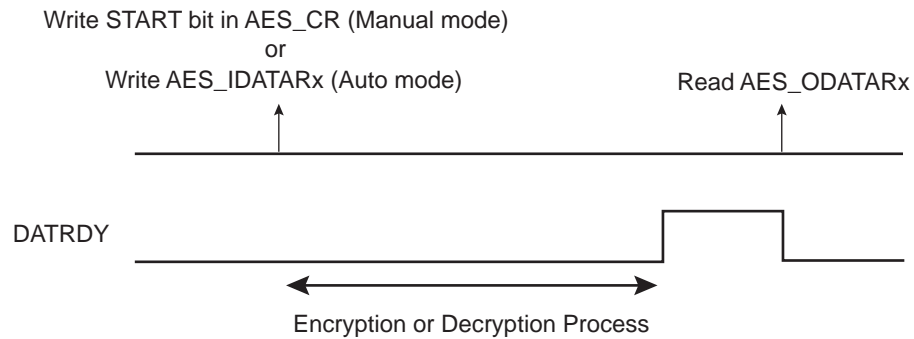 Write START bit in AES_CR (Manual mode)
or
Write AES_IDATARx (Auto mode)
Read AES_ODATARx
DATRDY
Encryption or Decryption Process